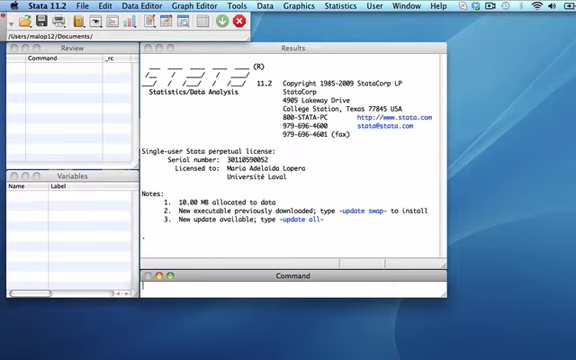 Stata 11.2 File Edit Data Editor Graph Editor Tools Data Graphics Statistics User Window Help
/Users/malop12/Documents/
Review
Command _rc
Variables
Name Label
Results
(R)
STATA 11.2 Copyright 1985-2009 StataCorp LP
Statistics/Data Analysis StataCorp
4905 Lakeway Drive
College Station, Texas 77845 USA
800-STATA-PC http://www.stata.com
979-696-4600 stata@stata.com
979-696-4601 (fax)
Single-user Stata perpetual license:
Serial number: 30110590052
Licensed to: Maria Adelaida Lopera
Université Laval
Notes:
1. 10.00 MB allocated to data
2. New executable previously downloaded; type -update swap- to install
3. New update available; type -update all-
.
Command